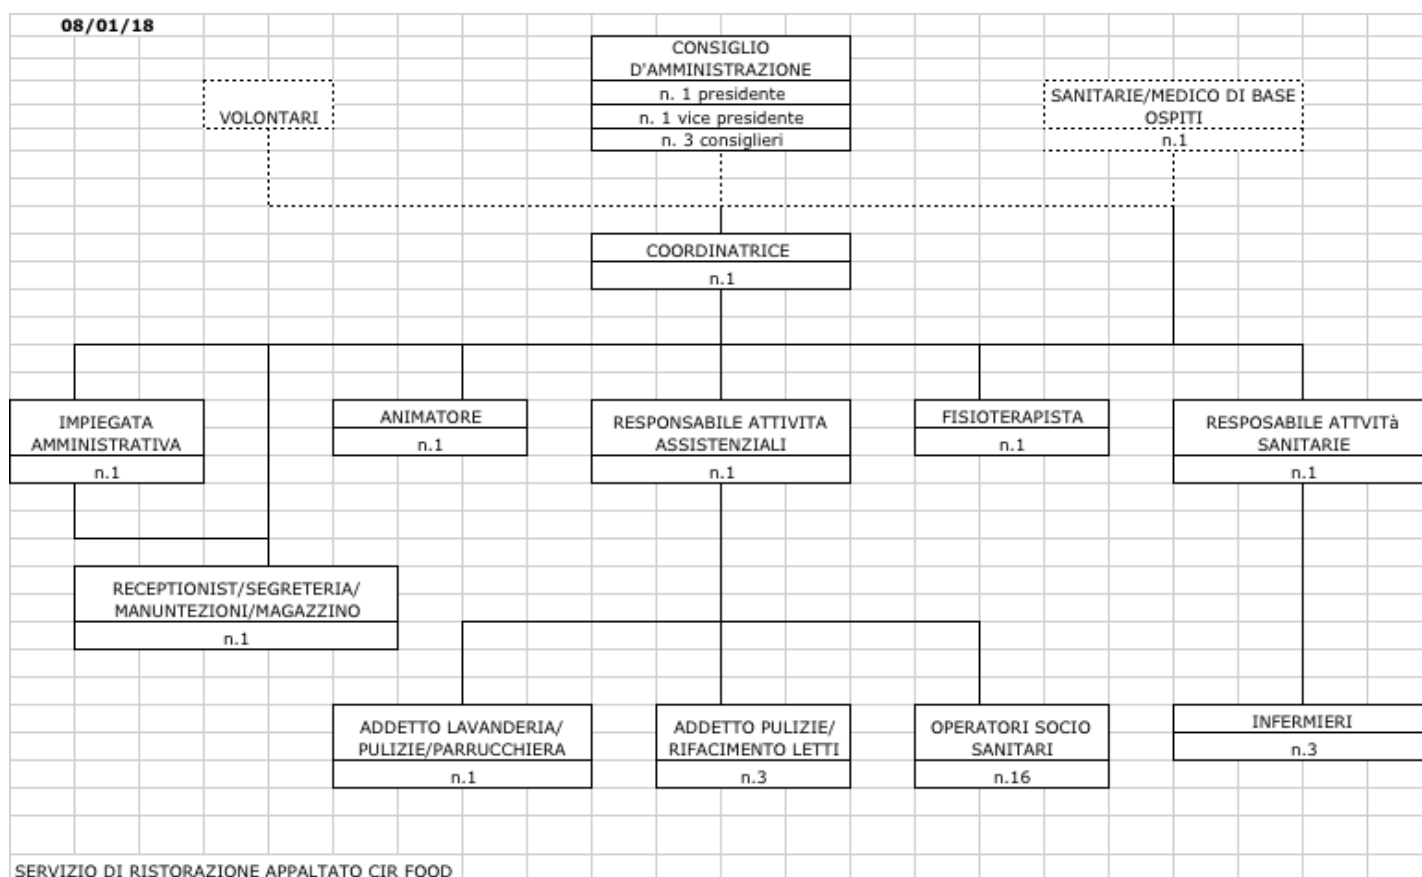 08/01/18
CONSIGLIO
D'AMMINISTRAZIONE
n. 1 presidente
n. 1 vice presidente
n. 3 consiglieri
VOLONTARI
SANITARIE/MEDICO DI BASE
OSPITI
n.1
COORDINATRICE
n.1
IMPIEGATA
AMMINISTRATIVA
n.1
ANIMATORE
n.1
RESPONSABILE ATTIVITA
ASSISTENZIALI
n.1
FISIOTERAPISTA
n.1
RESPOSABILE ATTVITà
SANITARIE
n.1
RECEPTIONIST/SEGRETERIA/
MANUNTEZIONI/MAGAZZINO
n.1
ADDETTO LAVANDERIA/
PULIZIE/PARRUCCHIERA
n.1
ADDETTO PULIZIE/
RIFACIMENTO LETTI
n.3
OPERATORI SOCIO
SANITARI
n.16
INFERMIERI
n.3
SERVIZIO DI RISTORAZIONE APPALTATO CIR FOOD